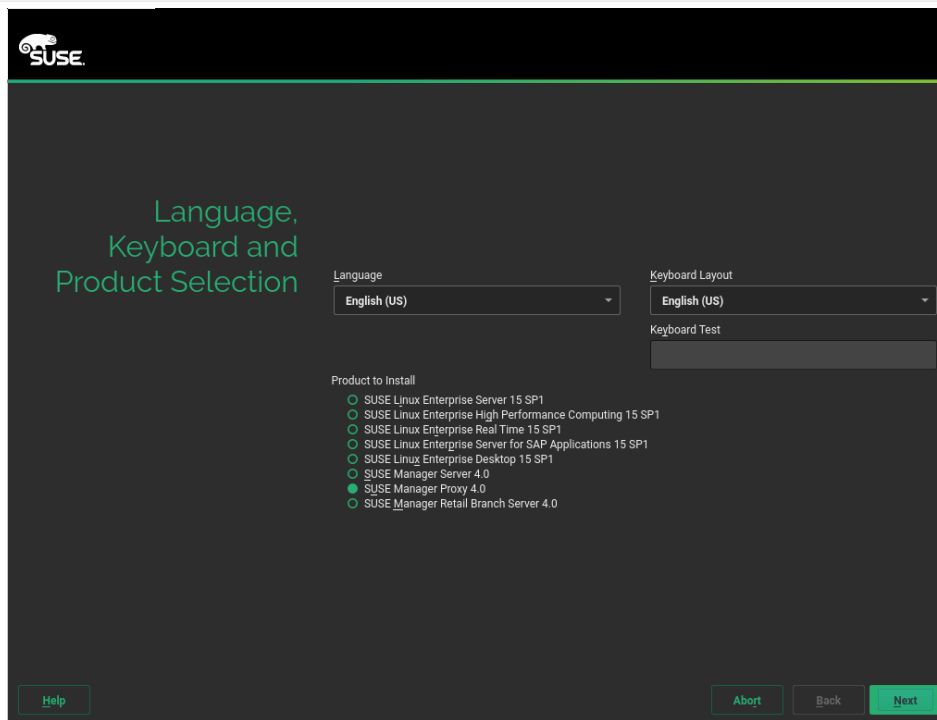 SUSE.
Language,
Keyboard and
Product Selection
Language
English (US)
Keyboard Layout
English (US)
Keyboard Test
Product to Install
SUSE Linux Enterprise Server 15 SP1
SUSE Linux Enterprise High Performance Computing 15 SP1
SUSE Linux Enterprise Real Time 15 SP1
SUSE Linux Enterprise Server for SAP Applications 15 SP1
SUSE Linux Enterprise Desktop 15 SP1
SUSE Manager Server 4.0
SUSE Manager Proxy 4.0
SUSE Manager Retail Branch Server 4.0
Help
Abort
Back
Next